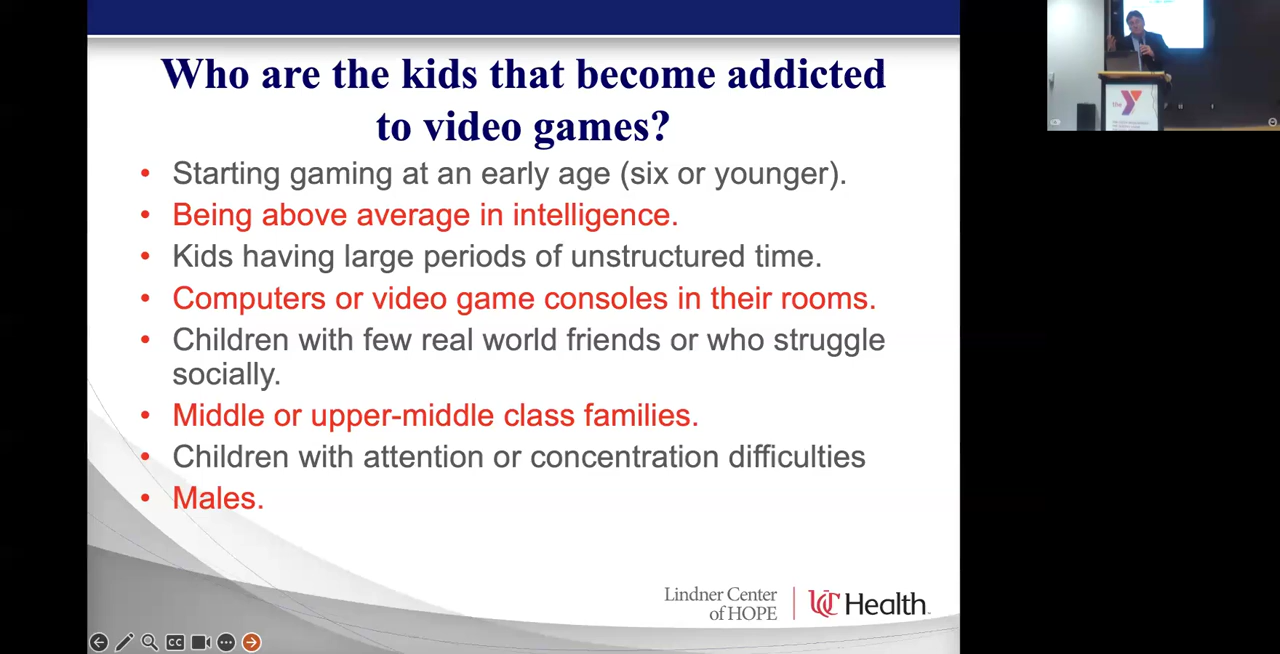 Who are the kids that become addicted
to video games?
• Starting gaming at an early age (six or younger).
• Being above average in intelligence.
• Kids having large periods of unstructured time.
• Computers or video game consoles in their rooms.
• Children with few real world friends or who struggle
socially.
• Middle or upper-middle class families.
• Children with attention or concentration difficulties
• Males.
Lindner Center
of HOPE
UC Health
CC
the Y